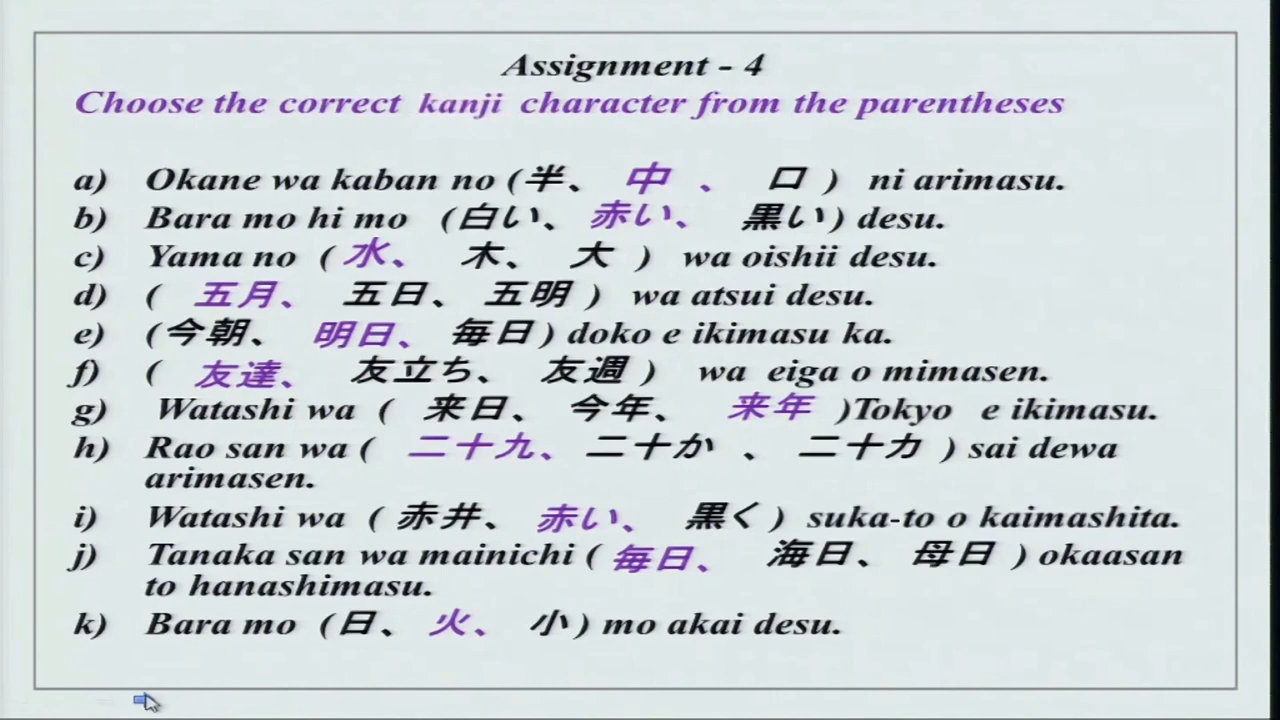 Assignment - 4
Choose the correct kanji character from the parentheses
a) Okane wa kaban no (半、 中 、 口 ) ni arimasu.
b) Bara mo hi mo (白い、 赤い、 黒い) desu.
c) Yama no ( 水、 木、 大 ) wa oishii desu.
d) ( 五月、 五日、 五明 ) wa atsui desu.
e) (今朝、 明日、 毎日) doko e ikimasu ka.
f) ( 友達、 友立ち、 友週 ) wa eiga o mimasen.
g) Watashi wa ( 来日、 今年、 来年 )Tokyo e ikimasu.
h) Rao san wa ( 二十九、 二十か 、 二十力 ) sai dewa
arimasen.
i) Watashi wa ( 赤井、 赤い、 黒く) suka-to o kaimashita.
j) Tanaka san wa mainichi ( 毎日、 海日、 母日 ) okaasan
to hanashimasu.
k) Bara mo (日、 火、 小) mo akai desu.